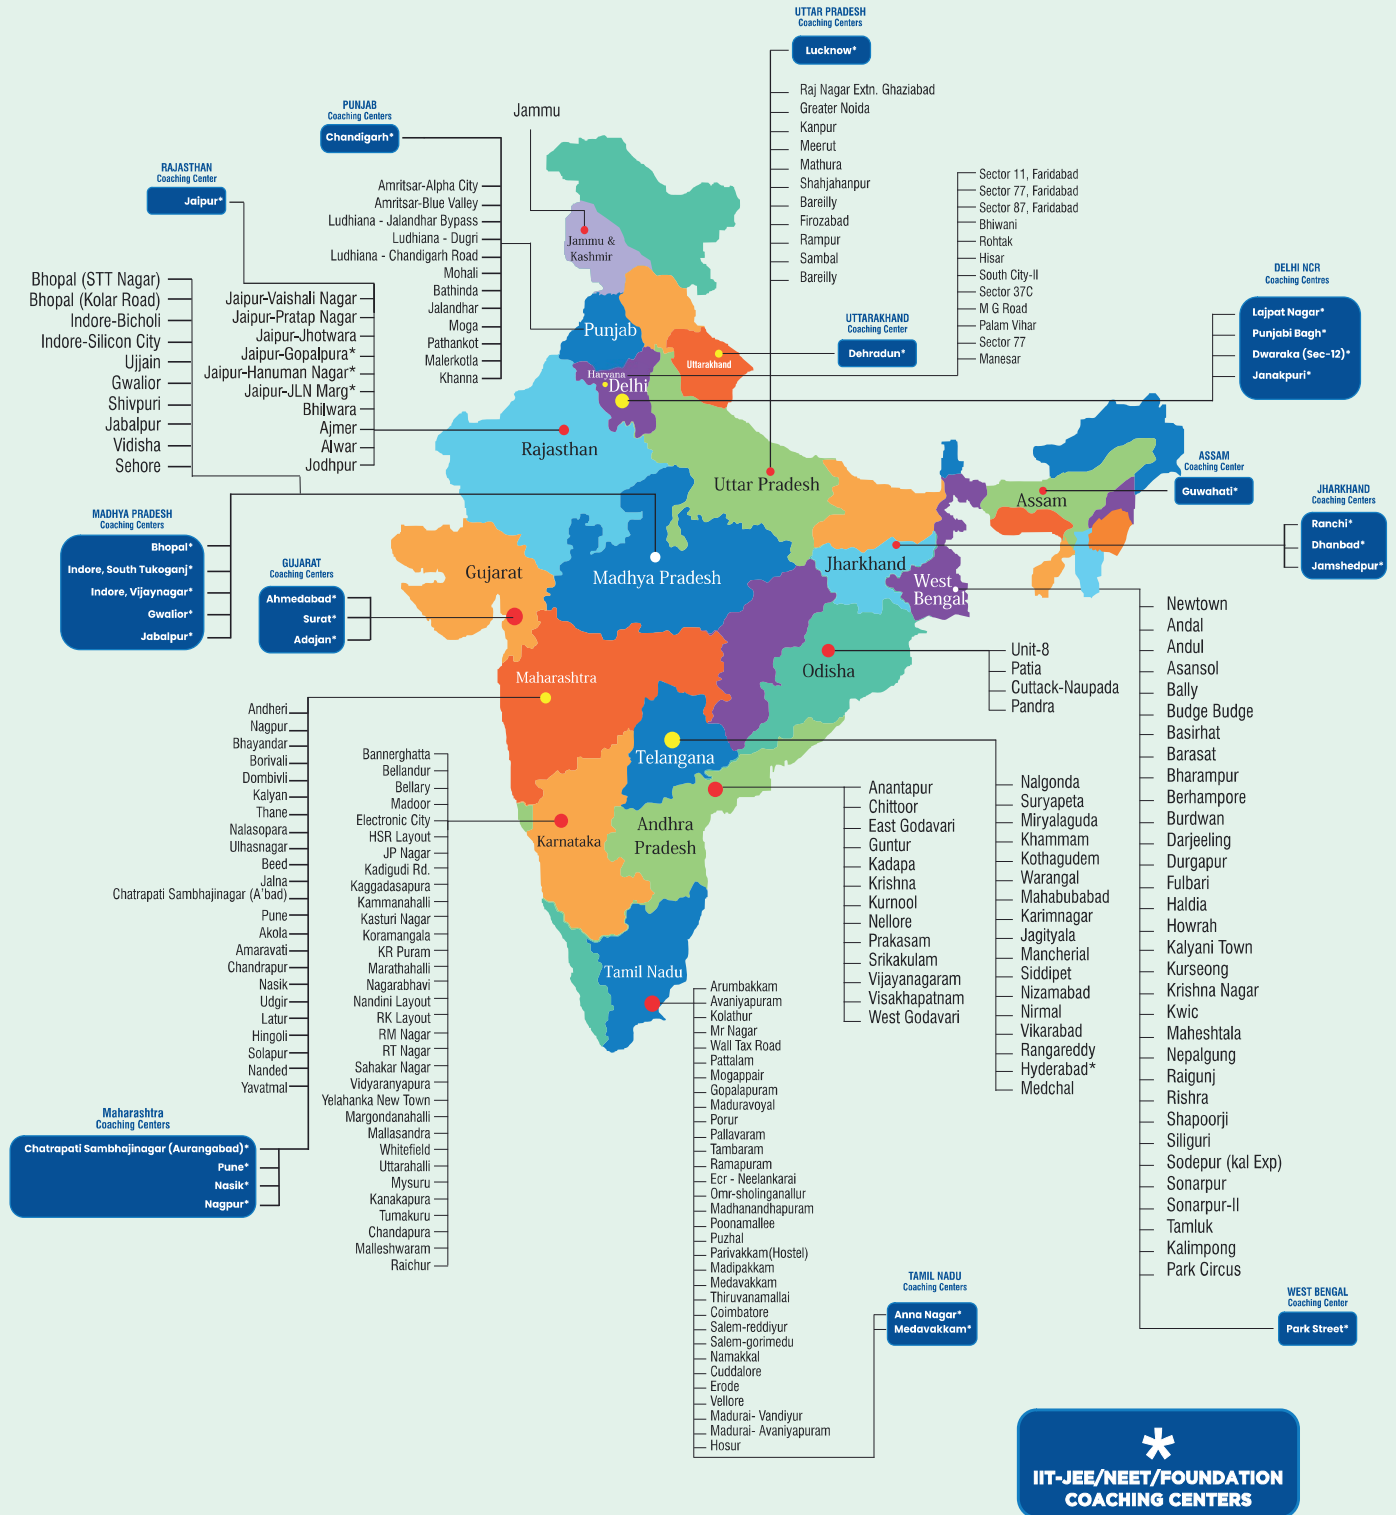 UTTAR PRADESH
Coaching Centers
Lucknow*
Raj Nagar Extn. Ghaziabad
Greater Noida
Kanpur
Meerut
Mathura
Shahjahanpur
Bareilly
Firozabad
Rampur
Sambal
Bareilly
PUNJAB
Coaching Centers
Chandigarh*
Amritsar-Alpha City
Amritsar-Blue Valley
Ludhiana - Jalandhar Bypass
Ludhiana - Dugri
Ludhiana - Chandigarh Road
Mohali
Bathinda
Jalandhar
Moga
Pathankot
Malerkotla
Khanna
Jammu
RAJASTHAN
Coaching Center
Jaipur*
Jaipur-Vaishali Nagar
Jaipur-Pratap Nagar
Jaipur-Jhotwara
Jaipur-Gopalpura*
Jaipur-Hanuman Nagar*
Jaipur-JLN Marg*
Bhilwara
Ajmer
Alwar
Jodhpur
Bhopal (STT Nagar)
Bhopal (Kolar Road)
Indore-Bicholi
Indore-Silicon City
Ujjain
Gwalior
Shivpuri
Jabalpur
Vidisha
Sehore
Sector 11, Faridabad
Sector 77, Faridabad
Sector 87, Faridabad
Bhiwani
Rohtak
Hisar
South City-II
Sector 37C
M G Road
Palam Vihar
Sector 77
Manesar
DELHI NCR
Coaching Centres
Lajpat Nagar*
Punjabi Bagh*
Dwaraka (Sec-12)*
Janakpuri*
UTTARAKHAND
Coaching Center
Dehradun*
Jammu &
Kashmir
Punjab
Uttarakhand
Haryana
Delhi
Rajasthan
Uttar Pradesh
Assam
Gujarat
Madhya Pradesh
Jharkhand
West
Bengal
Maharashtra
Odisha
Telangana
Karnataka
Andhra
Pradesh
Tamil Nadu
ASSAM
Coaching Center
Guwahati*
JHARKHAND
Coaching Centers
Ranchi*
Dhanbad*
Jamshedpur*
MADHYA PRADESH
Coaching Centers
Bhopal*
Indore, South Tukoganj*
Indore, Vijaynagar*
Gwalior*
Jabalpur*
GUJARAT
Coaching Centers
Ahmedabad*
Surat*
Adajan*
Unit-8
Patia
Cuttack-Naupada
Pandra
Newtown
Andal
Andul
Asansol
Bally
Budge Budge
Basirhat
Barasat
Bharampur
Berhampore
Burdwan
Darjeeling
Durgapur
Fulbari
Haldia
Howrah
Kalyani Town
Kurseong
Krishna Nagar
Kwic
Maheshtala
Nepalgung
Raigunj
Rishra
Shapoorji
Siliguri
Sodepur (kal Exp)
Sonarpur
Sonarpur-II
Tamluk
Kalimpong
Park Circus
WEST BENGAL
Coaching Center
Park Street*
Andheri
Nagpur
Bhayandar
Borivali
Dombivli
Kalyan
Thane
Nalasopara
Ulhasnagar
Beed
Jalna
Chatrapati Sambhajinagar (A'bad)
Pune
Akola
Amaravati
Chandrapur
Nasik
Udgir
Latur
Hingoli
Solapur
Nanded
Yavatmal
Maharashtra
Coaching Centers
Chatrapati Sambhajinagar (Aurangabad)*
Pune*
Nasik*
Nagpur*
Bannerghatta
Bellandur
Bellary
Madoor
Electronic City
HSR Layout
JP Nagar
Kadigudi Rd.
Kaggadasapura
Kammanahalli
Kasturi Nagar
Koramangala
KR Puram
Marathahalli
Nagarabhavi
Nandini Layout
RK Layout
RM Nagar
RT Nagar
Sahakar Nagar
Vidyaranyapura
Yelahanka New Town
Margondanahalli
Mallasandra
Whitefield
Uttarahalli
Mysuru
Kanakapura
Tumakuru
Chandapura
Malleshwaram
Raichur
Anantapur
Chittoor
East Godavari
Guntur
Kadapa
Krishna
Kurnool
Nellore
Prakasam
Srikakulam
Vijayanagaram
Visakhapatnam
West Godavari
Nalgonda
Suryapeta
Miryalaguda
Khammam
Kothagudem
Warangal
Mahabubabad
Karimnagar
Jagityala
Mancherial
Siddipet
Nizamabad
Nirmal
Vikarabad
Rangareddy
Hyderabad*
Medchal
Arumbakkam
Avaniyapuram
Kolathur
Mr Nagar
Wall Tax Road
Pattalam
Mogappair
Gopalapuram
Maduravoyal
Porur
Pallavaram
Tambaram
Ramapuram
Ecr - Neelankarai
Omr-sholinganallur
Madhanandhapuram
Poonamallee
Puzhal
Parivakkam(Hostel)
Madipakkam
Medavakkam
Thiruvanamallai
Coimbatore
Salem-reddiyur
Salem-gorimedu
Namakkal
Cuddalore
Erode
Vellore
Madurai- Vandiyur
Madurai- Avaniyapuram
Hosur
TAMIL NADU
Coaching Centers
Anna Nagar*
Medavakkam*
*
IIT-JEE/NEET/FOUNDATION
COACHING CENTERS